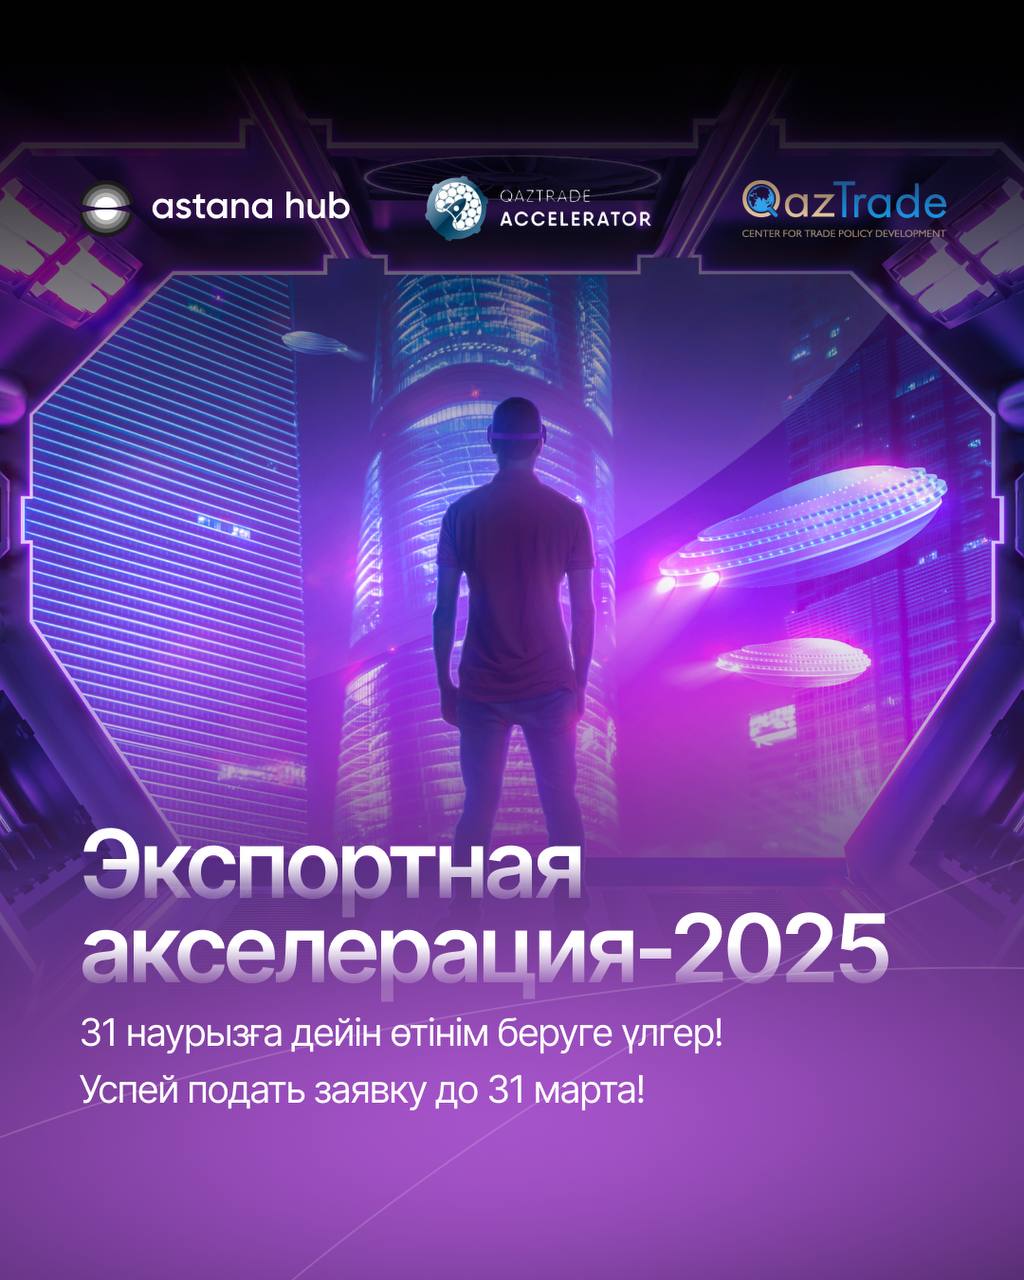 astana hub
QAZTRADE
ACCELERATOR
QazTrade
CENTER FOR TRADE POLICY DEVELOPMENT
Экспортная
акселерация-2025
31 наурызға дейін өтінім беруге үлгер!
Успей подать заявку до 31 марта!